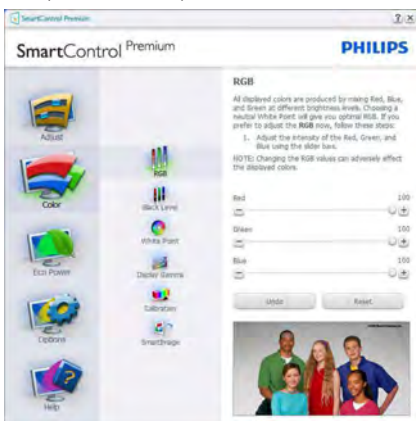 SmartControl Premium
SmartControl Premium
PHILIPS
Adjust
Color
Eco Power
Options
Help
RGB
Black Level
White Point
Display Gamma
Calibration
SmartImage
RGB
All displayed colors are produced by mixing Red, Blue,
and Green at different brightness levels. Choosing a
neutral White Point will give you optimal RGB. If you
prefer to adjust the RGB now, follow these steps:
1. Adjust the intensity of the Red, Green, and
Blue using the slider bars.
NOTE: Changing the RGB values can adversely effect
the displayed colors.
Red 100
Green 100
Blue 100
Undo Reset